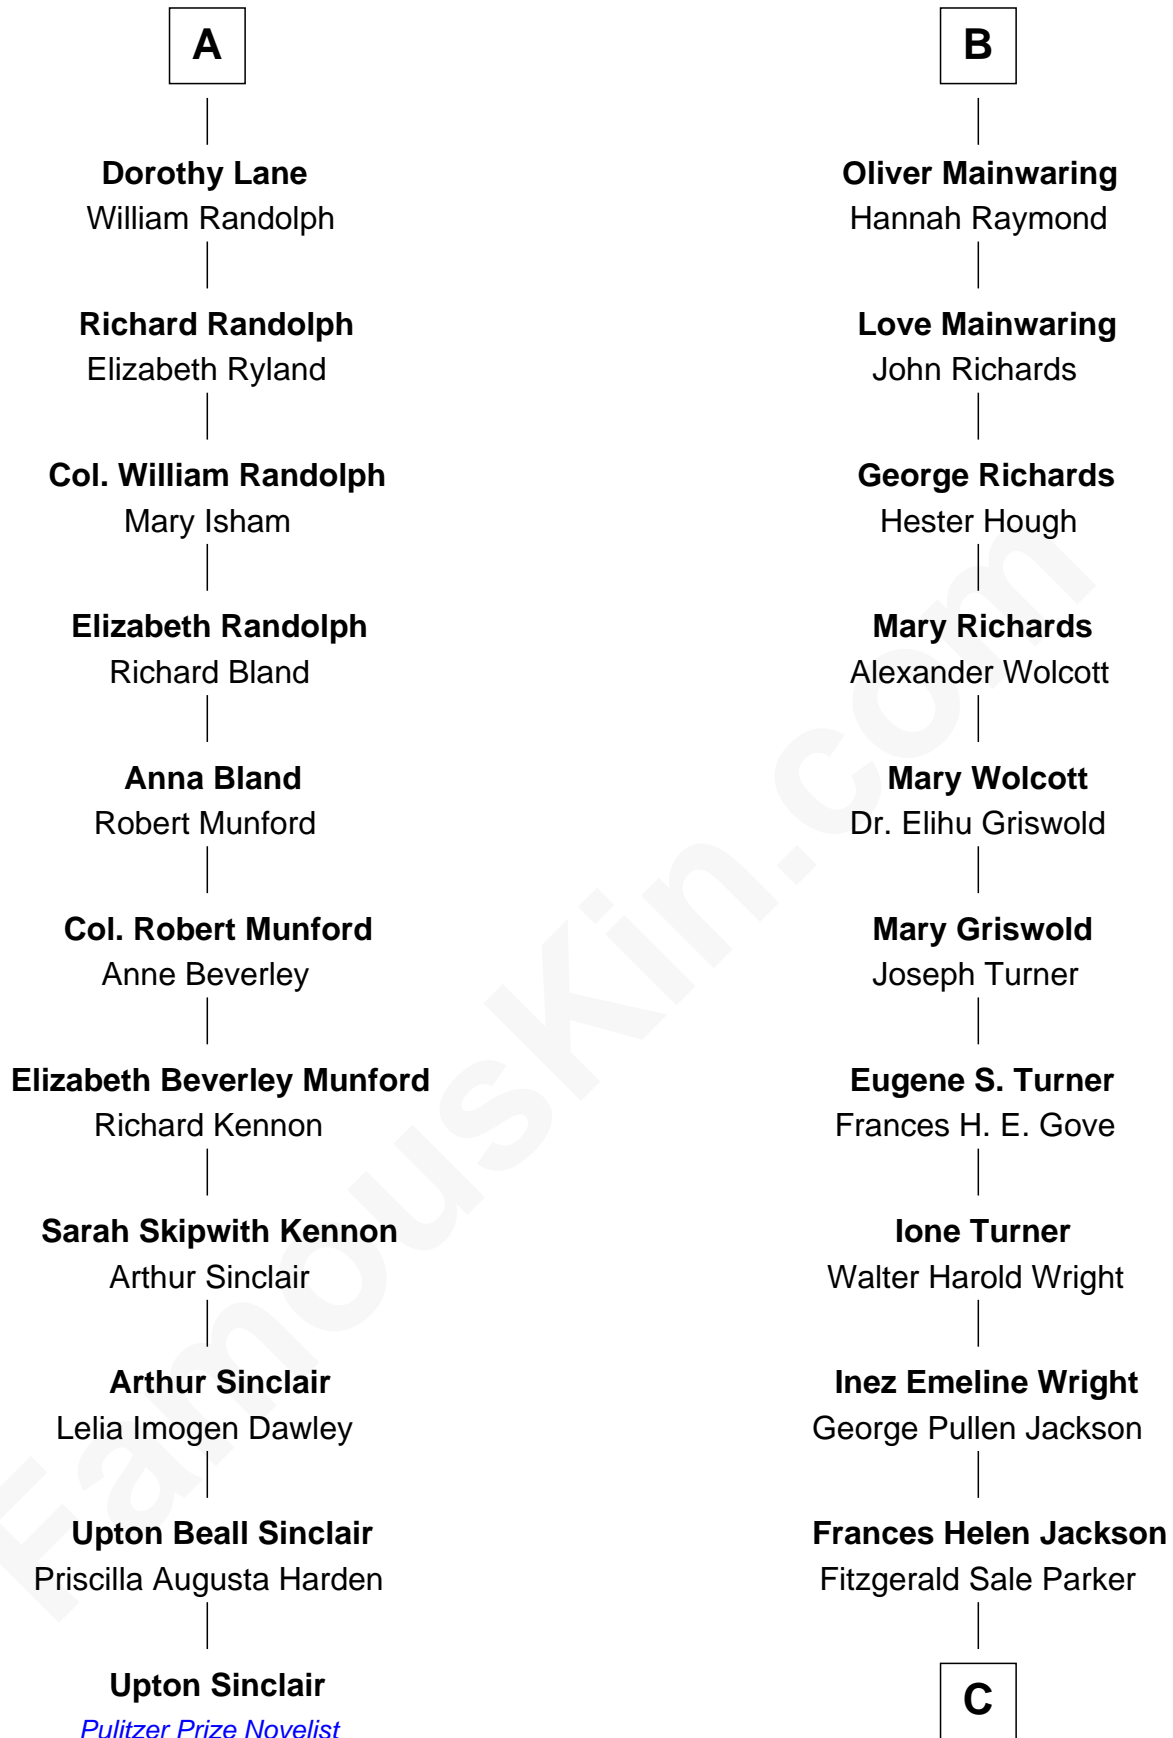 A
Dorothy Lane
William Randolph
Richard Randolph
Elizabeth Ryland
Col. William Randolph
Mary Isham
Elizabeth Randolph
Richard Bland
Anna Bland
Robert Munford
Col. Robert Munford
Anne Beverley
Elizabeth Beverley Munford
Richard Kennon
Sarah Skipwith Kennon
Arthur Sinclair
Arthur Sinclair
Lelia Imogen Dawley
Upton Beall Sinclair
Priscilla Augusta Harden
Upton Sinclair
Pulitzer Prize Novelist
B
Oliver Mainwaring
Hannah Raymond
Love Mainwaring
John Richards
George Richards
Hester Hough
Mary Richards
Alexander Wolcott
Mary Wolcott
Dr. Elihu Griswold
Mary Griswold
Joseph Turner
Eugene S. Turner
Frances H. E. Gove
Ione Turner
Walter Harold Wright
Inez Emeline Wright
George Pullen Jackson
Frances Helen Jackson
Fitzgerald Sale Parker
C
FamousKin.com